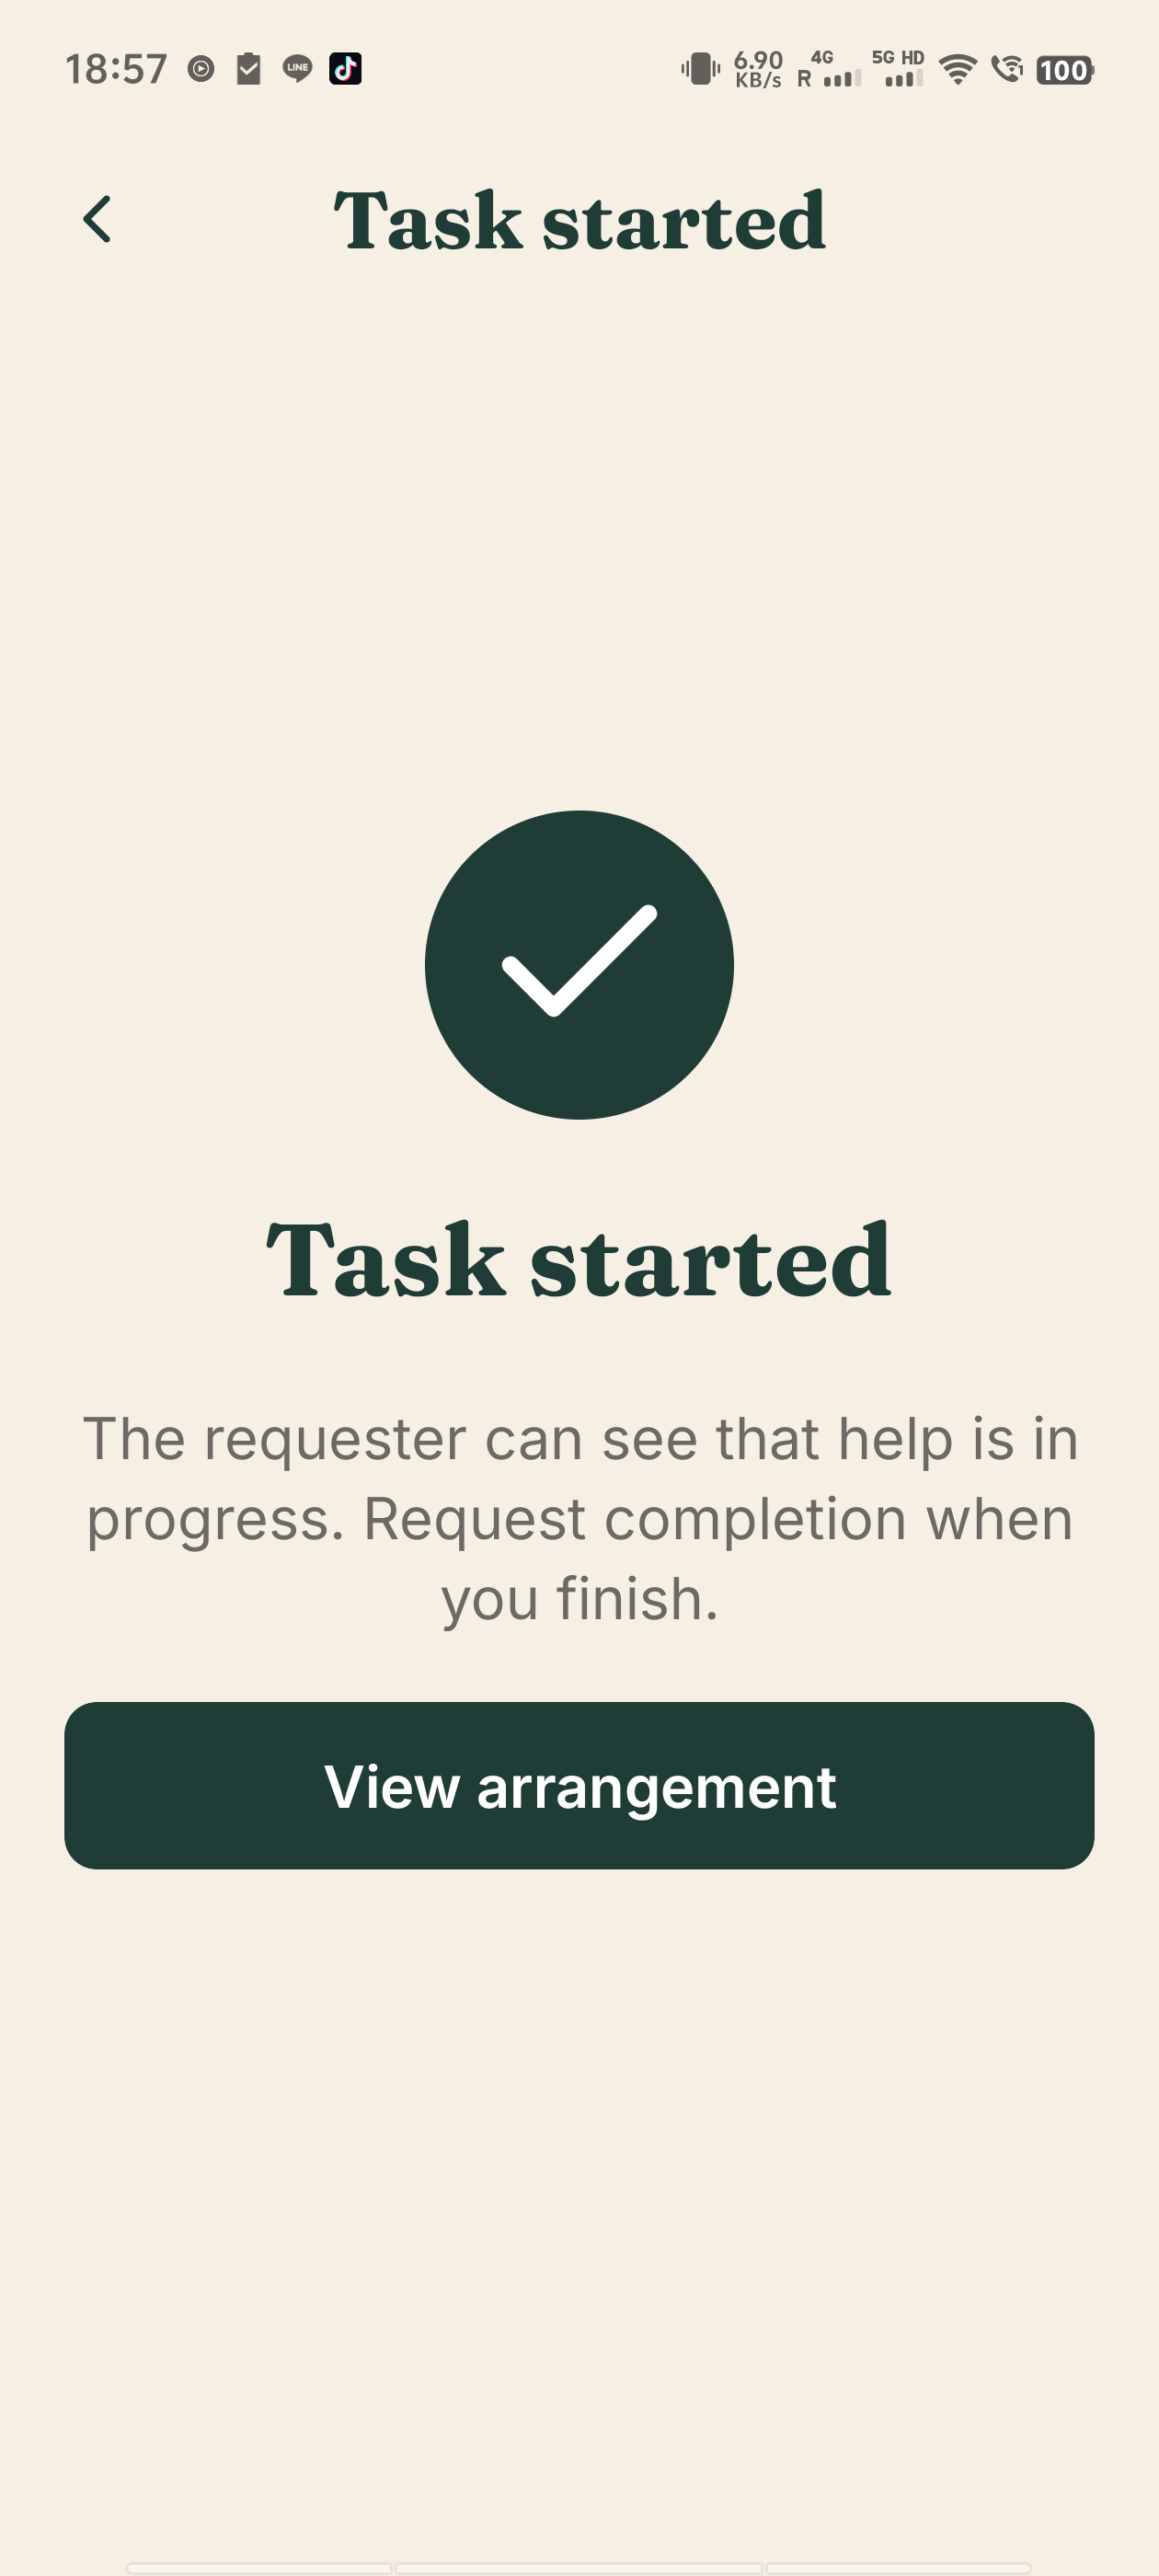 18:57
LINE
6.90
KB/s
R 4G
5G HD
100
Task started
Task started
The requester can see that help is in
progress. Request completion when
you finish.
View arrangement